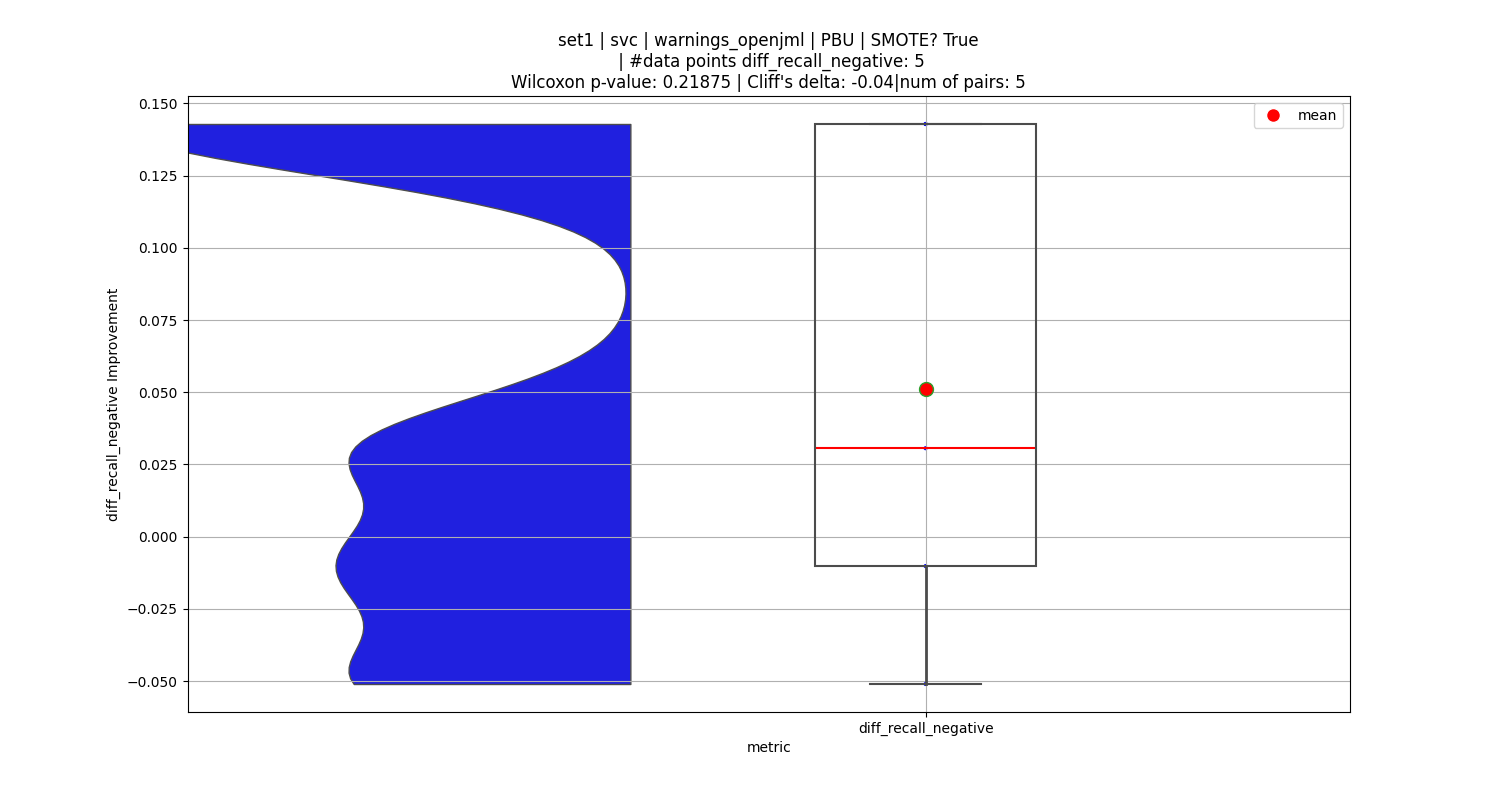 set1 | svc | warnings_openjml | PBU | SMOTE? True
| #data points diff_recall_negative: 5
Wilcoxon p-value: 0.21875 | Cliff's delta: -0.04|num of pairs: 5
mean
0.150
0.125
0.100
0.075
0.050
0.025
0.000
−0.025
−0.050
diff_recall_negative Improvement
diff_recall_negative
metric